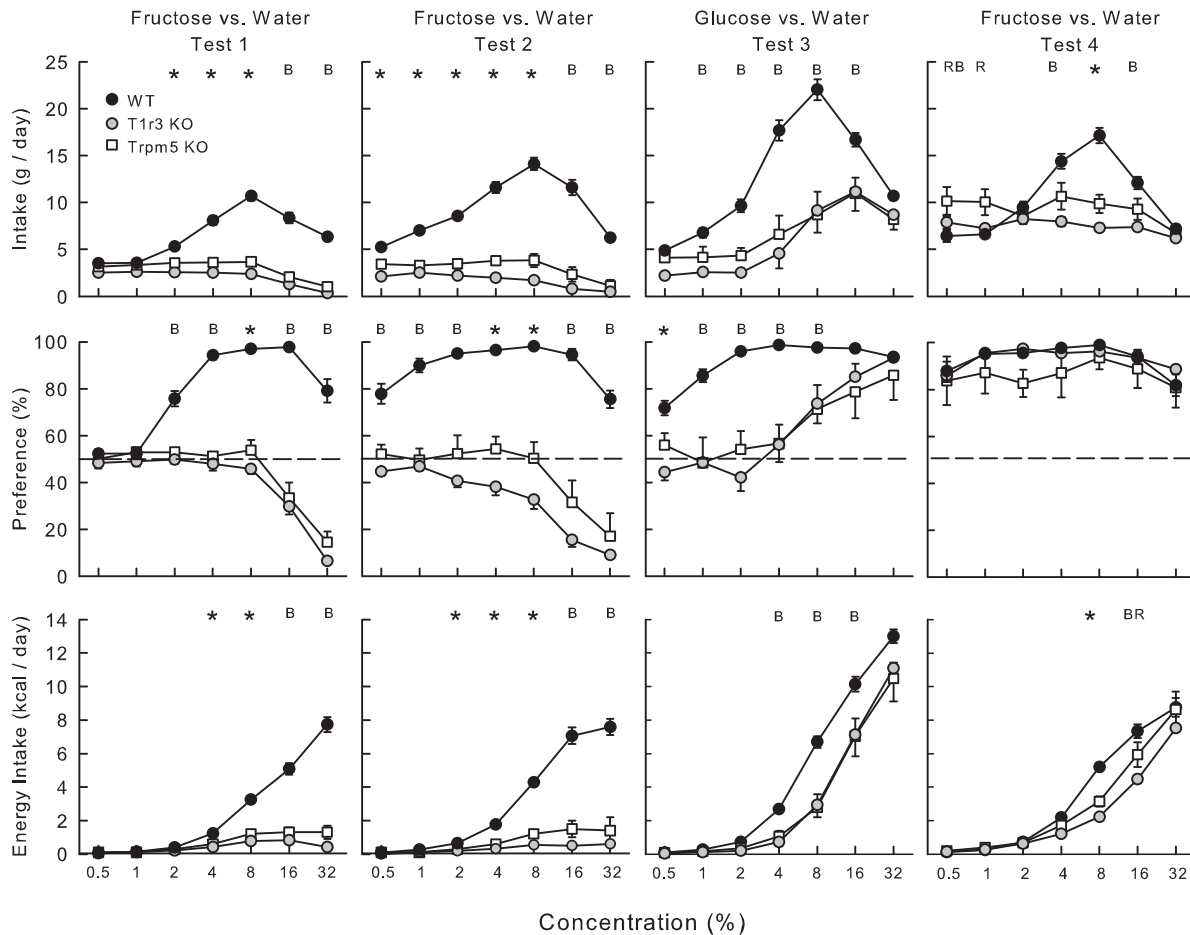 Fructose vs. Water Fructose vs. Water Glucose vs. Water Fructose vs. Water
Test 1 Test 2 Test 3 Test 4
25 * * * B B * * * * * B B B B B B B RB R B * B
20
15
10
5
0
WT
T1r3 KO
Trpm5 KO
Intake (g / day)
B B * B B B B B * * B B * B B B B
100
80
60
40
20
0
Preference (%)
* * B B * * * B B B B B * BR
14
12
10
8
6
4
2
0
Energy Intake (kcal / day)
0.5 1 2 4 8 16 32 0.5 1 2 4 8 16 32 0.5 1 2 4 8 16 32 0.5 1 2 4 8 16 32
Concentration (%)